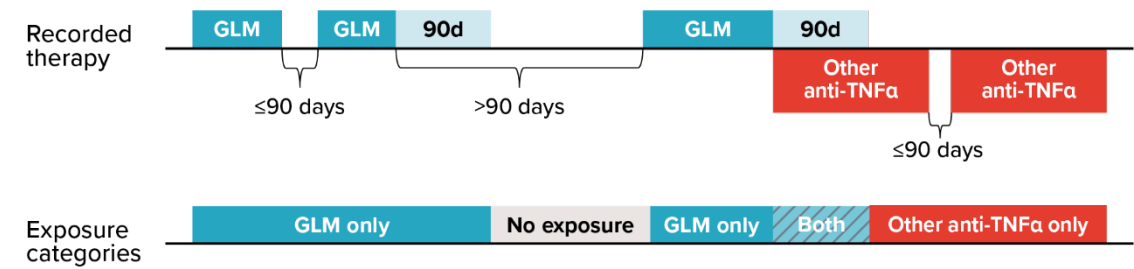 Recorded
therapy
GLM
GLM
90d
GLM
90d
Other
anti-TNFα
Other
anti-TNFα
≤90 days
>90 days
≤90 days
Exposure
categories
GLM only
No exposure
GLM only
Both
Other anti-TNFα only